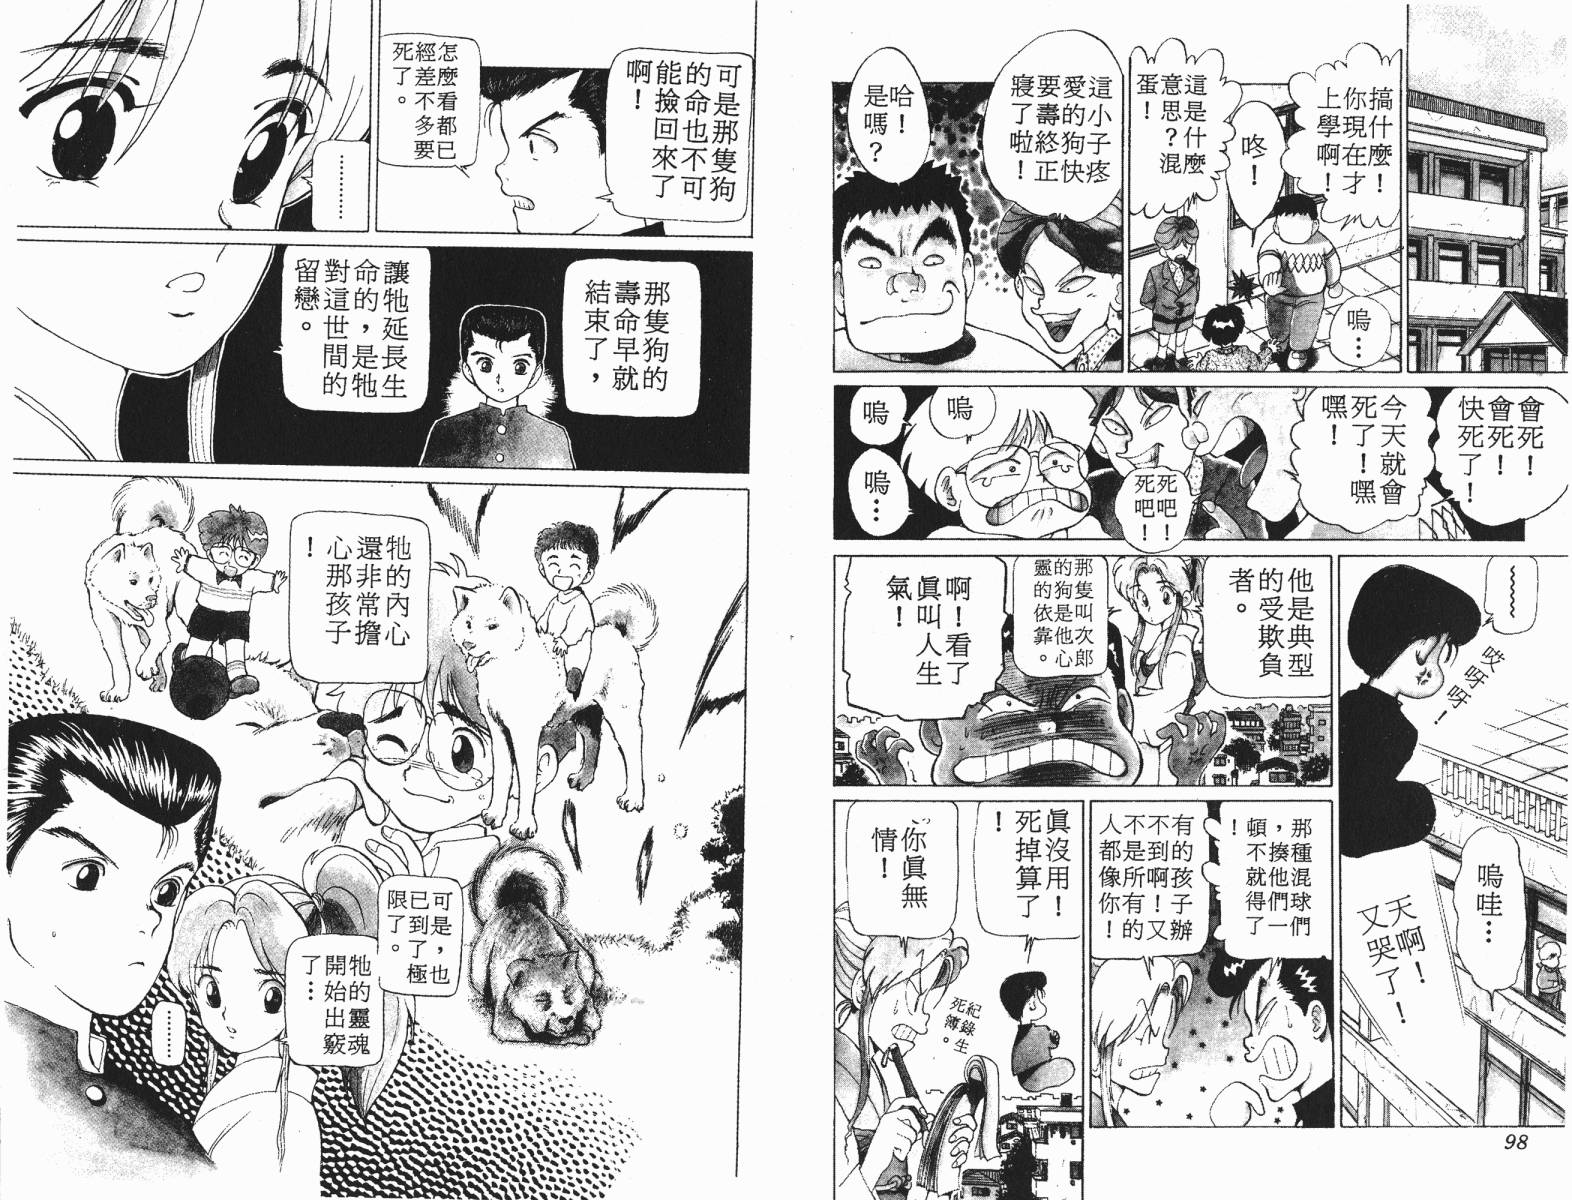 搞什麼！
你現在才
上學啊！
咚！
嗚…
這是什麼
意思？混
蛋！
這小子疼
愛的狗快
要壽終正
寢了啦！
哈！
是嗎？
會死！
會死！
快死了！
今天就會
死了！嘿
嘿！
死吧！
死吧！
嗚
嗚
嗚…
哎呀呀！
嗚哇…
天啊！
又哭了！
他是典型
的受欺負
者。
那隻叫次郎
的狗是他心
靈的依靠。
啊！看了
真叫人生
氣！
那種混球們
，揍他們一
頓不就得了
！
有的孩子辦
不到啊！又
不是所有的
人都像你！
真沒用！
死掉算了
！
你真無
情！
紀錄生
死簿。
98
可是那隻狗
的命也不可
能撿回來了
啊！
怎麼看都已
經差不多要
死了。
………
那隻狗的
壽命早就
結束了，
讓牠延長生
命的，是牠
對這世間的
留戀。
牠的內心
還非常擔
心那孩子
！
可是，也
已到了極
限了。
牠的靈魂
開始出竅
了…
………